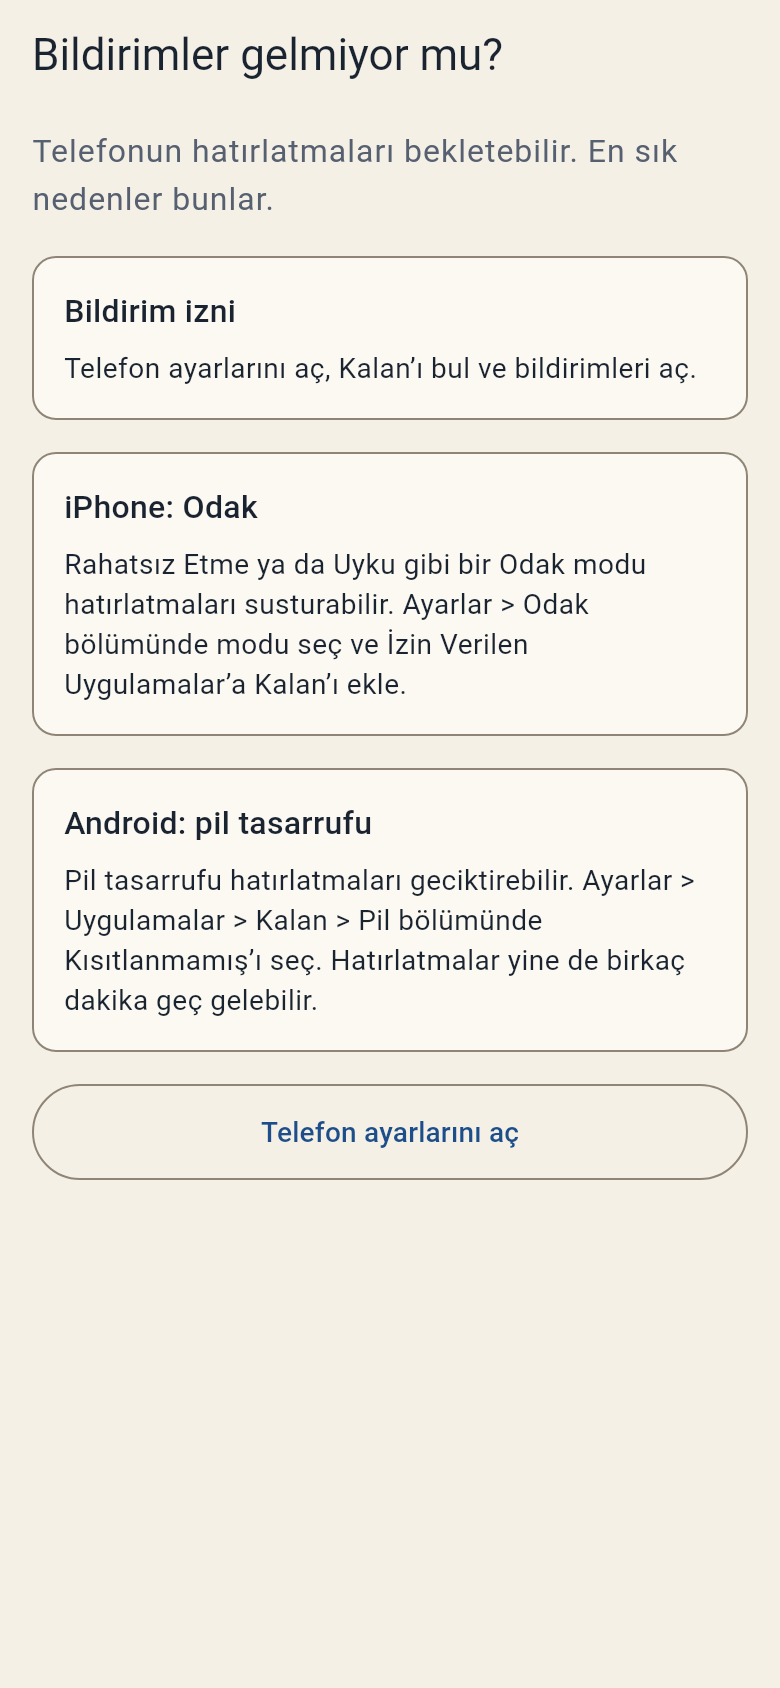 Bildirimler gelmiyor mu?
Telefonun hatırlatmaları bekletebilir. En sık
nedenler bunlar.
Bildirim izni
Telefon ayarlarını aç, Kalan’ı bul ve bildirimleri aç.
iPhone: Odak
Rahatsız Etme ya da Uyku gibi bir Odak modu
hatırlatmaları susturabilir. Ayarlar > Odak
bölümünde modu seç ve İzin Verilen
Uygulamalar’a Kalan’ı ekle.
Android: pil tasarrufu
Pil tasarrufu hatırlatmaları geciktirebilir. Ayarlar >
Uygulamalar > Kalan > Pil bölümünde
Kısıtlanmamış’ı seç. Hatırlatmalar yine de birkaç
dakika geç gelebilir.
Telefon ayarlarını aç